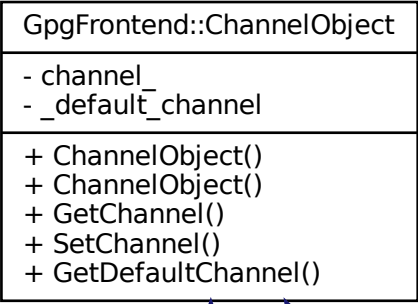 GpgFrontend::ChannelObject
- channel_
- _default_channel
+ ChannelObject()
+ ChannelObject()
+ GetChannel()
+ SetChannel()
+ GetDefaultChannel()